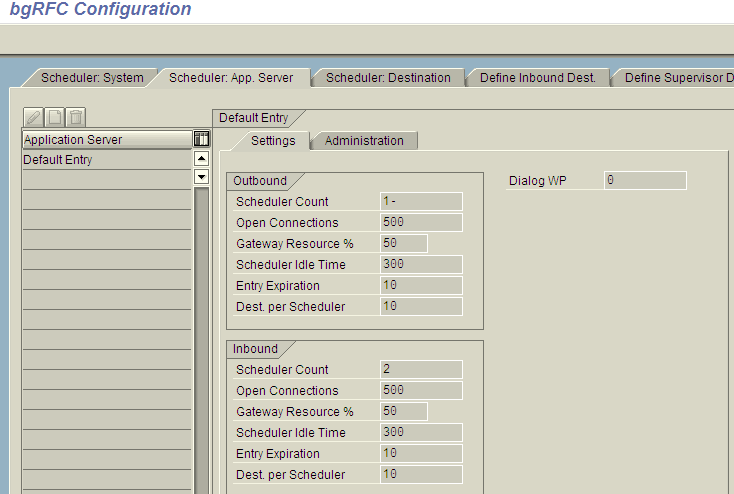 bgRFC Configuration
Scheduler: System Scheduler: App. Server Scheduler: Destination Define Inbound Dest. Define Supervisor D
Default Entry
Application Server
Default Entry
Settings Administration
Outbound
Scheduler Count 1-
Open Connections 500
Gateway Resource % 50
Scheduler Idle Time 300
Entry Expiration 10
Dest. per Scheduler 10
Dialog WP 0
Inbound
Scheduler Count 2
Open Connections 500
Gateway Resource % 50
Scheduler Idle Time 300
Entry Expiration 10
Dest. per Scheduler 10